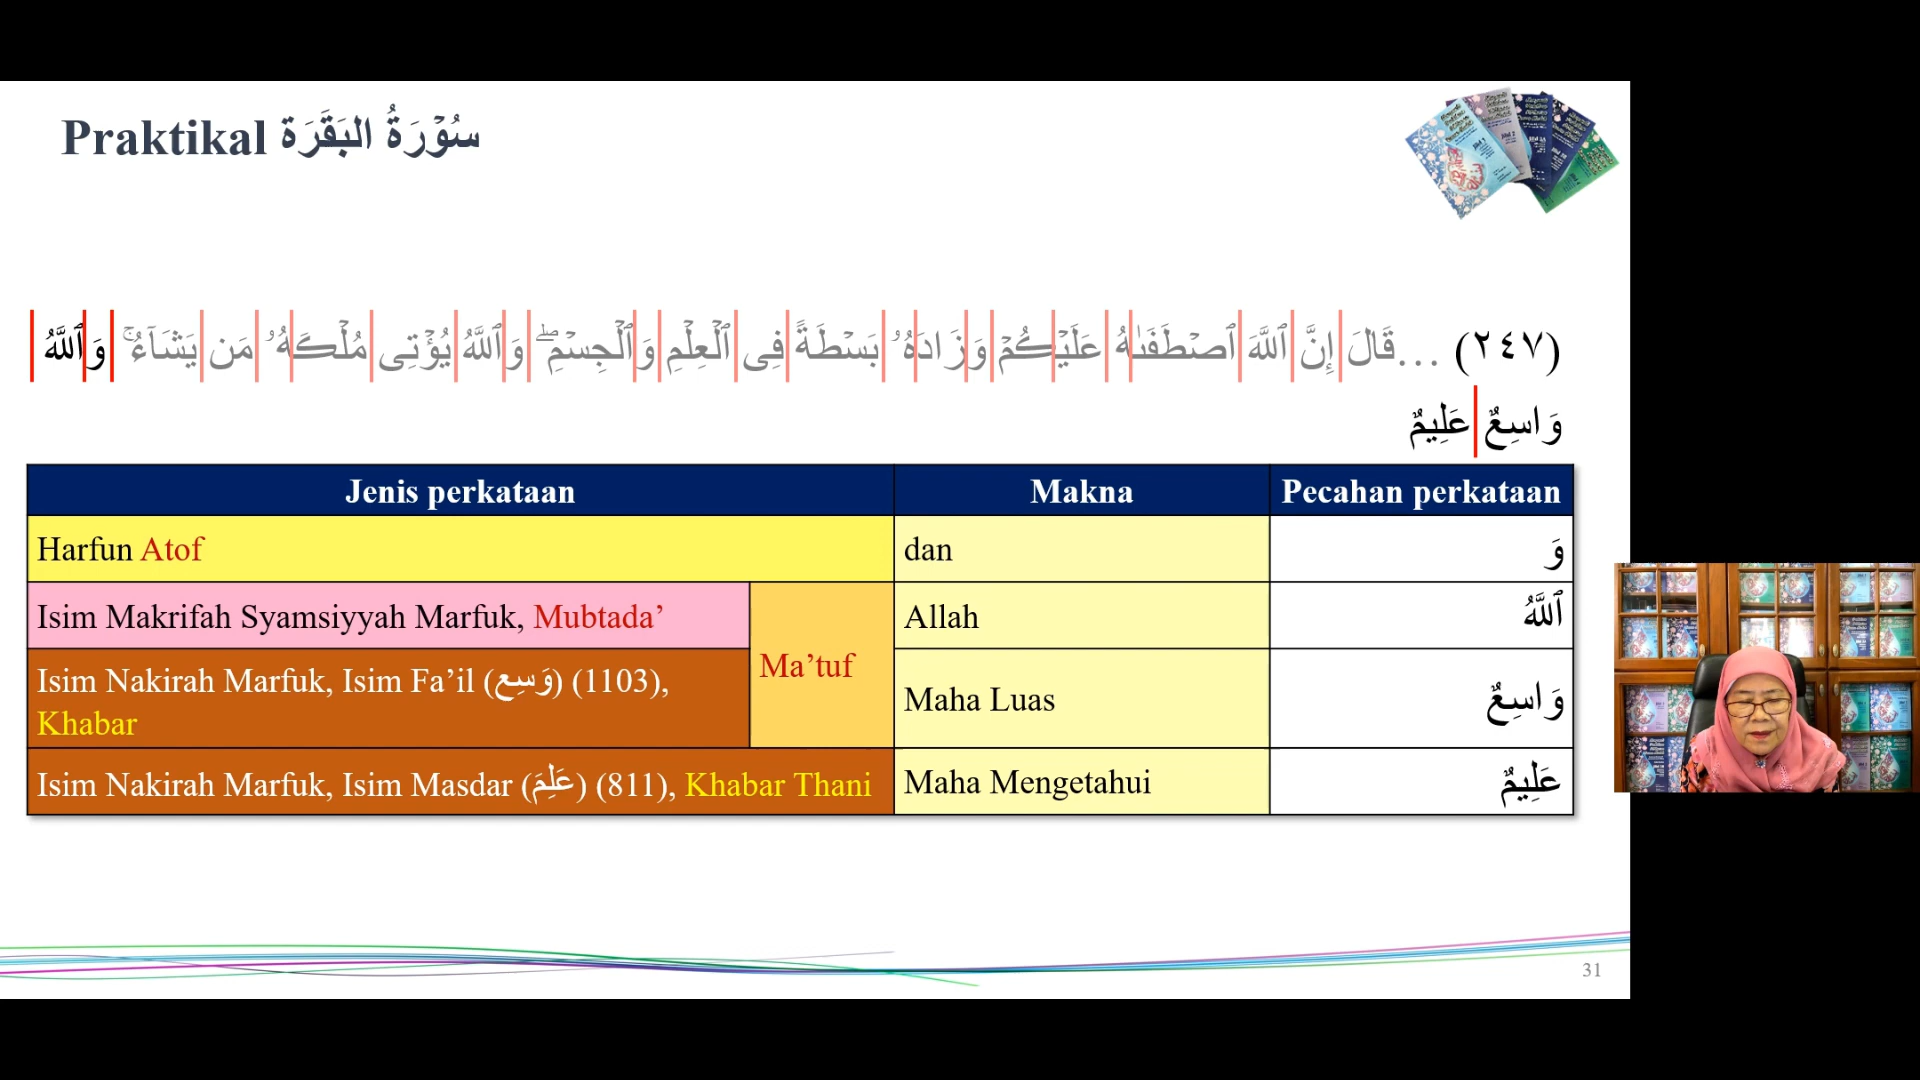 Praktikal سُوْرَةُ البَقَرَة
(٢٤٧) ...قَالَ إِنَّ ٱللَّهَ ٱصْطَفَىٰهُ عَلَيْكُمْ وَزَادَهُۥ بَسْطَةً فِى ٱلْعِلْمِ وَٱلْجِسْمِ ۖ وَٱللَّهُ يُؤْتِى مُلْكَهُۥ مَن يَشَآءُ ۚ وَٱللَّهُ
وَاسِعٌ عَلِيمٌ
Jenis perkataan Makna Pecahan perkataan
Harfun Atof dan وَ
Isim Makrifah Syamsiyyah Marfuk, Mubtada’ Allah ٱللَّهُ
Ma’tuf
Isim Nakirah Marfuk, Isim Fa’il (وَسِع) (1103),
Khabar Maha Luas وَاسِعٌ
Isim Nakirah Marfuk, Isim Masdar (عَلِمَ) (811), Khabar Thani Maha Mengetahui عَلِيمٌ
31